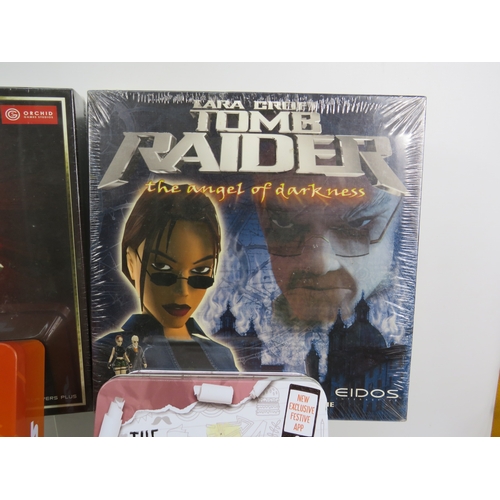 ORCHID
LARA CROFT
TOMB
RAIDER
the angel of darkness
EIDOS
NEW
EXCLUSIVE
FESTIVE
APP
THE